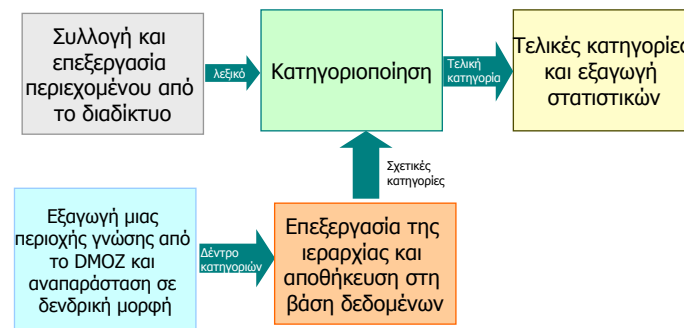 Συλλογή και
επεξεργασία
περιεχομένου από
το διαδίκτυο
λεξικό
Κατηγοριοποίηση
Τελική
κατηγορία
Τελικές κατηγορίες
και εξαγωγή
στατιστικών
Σχετικές
κατηγορίες
Εξαγωγή μιας
περιοχής γνώσης από
το DMOZ και
αναπαράσταση σε
δενδρική μορφή
Δέντρο
κατηγοριών
Επεξεργασία της
ιεραρχίας και
αποθήκευση στη
βάση δεδομένων